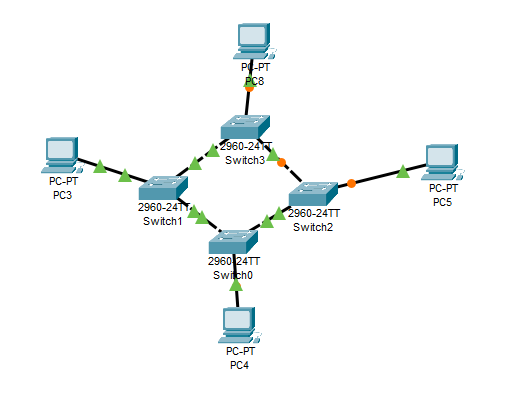 PC-PT
PC8
2960-24TT
Switch3
PC-PT
PC3
2960-24TT
Switch1
PC-PT
PC5
2960-24TT
Switch2
2960-24TT
Switch0
PC-PT
PC4